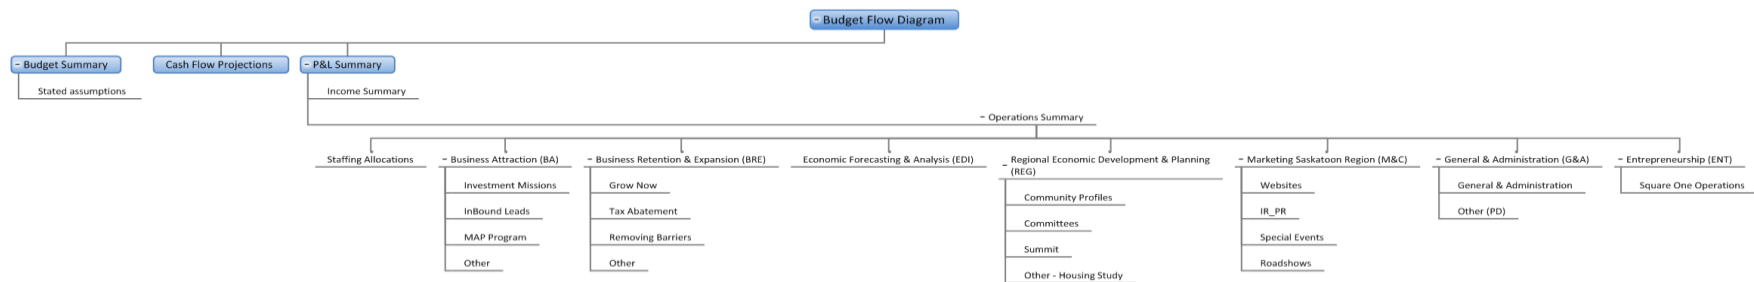 Budget Flow Diagram
Budget Summary
Cash Flow Projections
P&L Summary
Stated assumptions
Income Summary
Operations Summary
Staffing Allocations
Business Attraction (BA)
Investment Missions
InBound Leads
MAP Program
Other
Business Retention & Expansion (BRE)
Grow Now
Tax Abatement
Removing Barriers
Other
Economic Forecasting & Analysis (EDI)
Regional Economic Development & Planning
(REG)
Community Profiles
Committees
Summit
Other - Housing Study
Marketing Saskatoon Region (M&C)
Websites
IR_PR
Special Events
Roadshows
General & Administration (G&A)
General & Administration
Other (PD)
Entrepreneurship (ENT)
Square One Operations